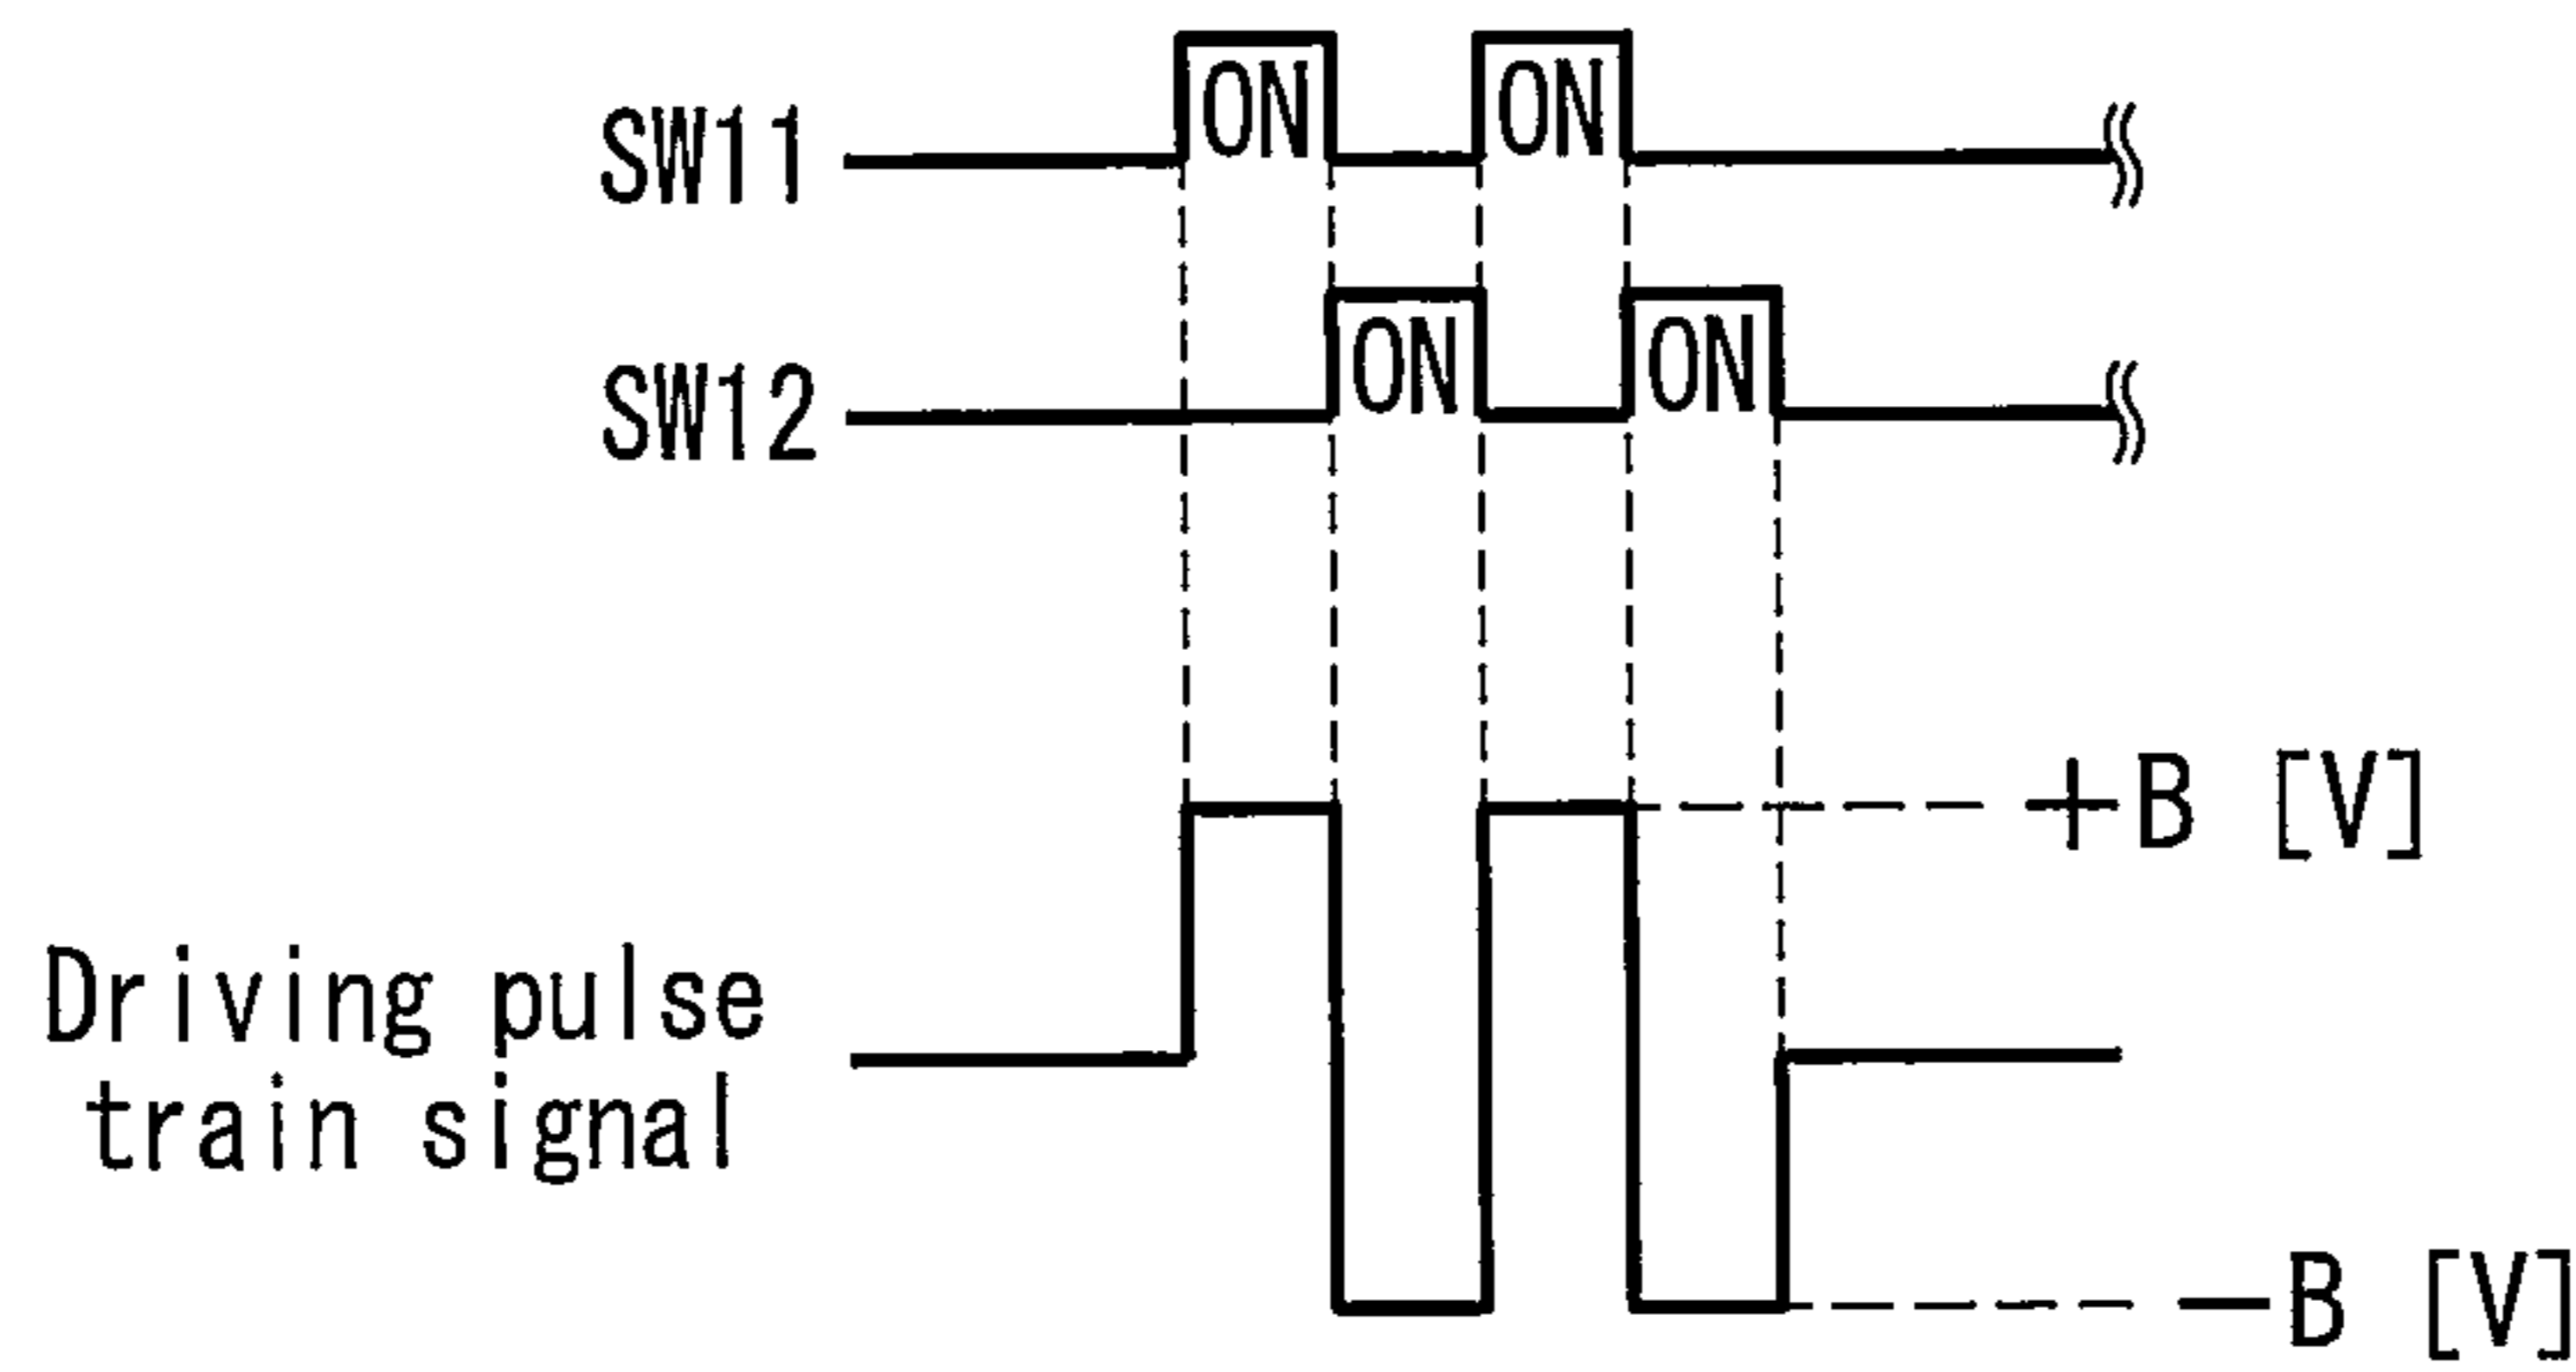 SW11 ON ON
SW12 ON ON
+B [V]
Driving pulse
train signal
−B [V]